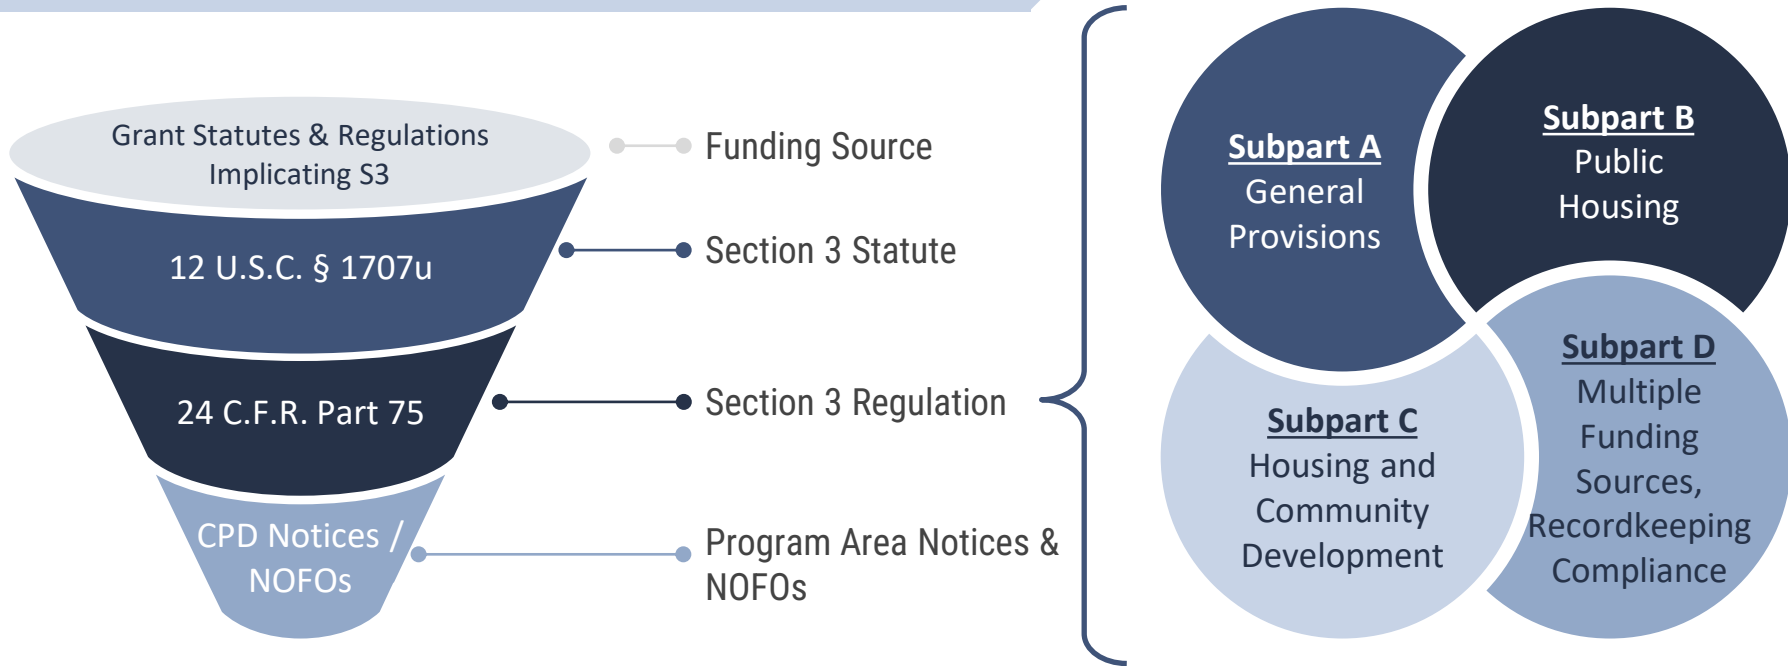 Grant Statutes & Regulations
Implicating S3
12 U.S.C. § 1707u
24 C.F.R. Part 75
CPD Notices /
NOFOs
Funding Source
Section 3 Statute
Section 3 Regulation
Program Area Notices &
NOFOs
Subpart A
General
Provisions
Subpart B
Public
Housing
Subpart C
Housing and
Community
Development
Subpart D
Multiple
Funding
Sources,
Recordkeeping
Compliance